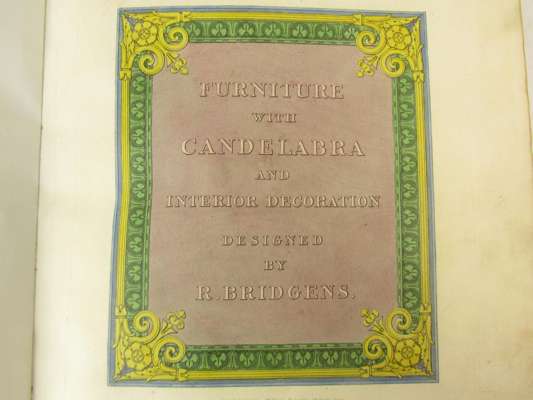 FURNITURE
WITH
CANDELABRA
AND
INTERIOR DECORATION
DESIGNED
BY
R. BRIDGENS.